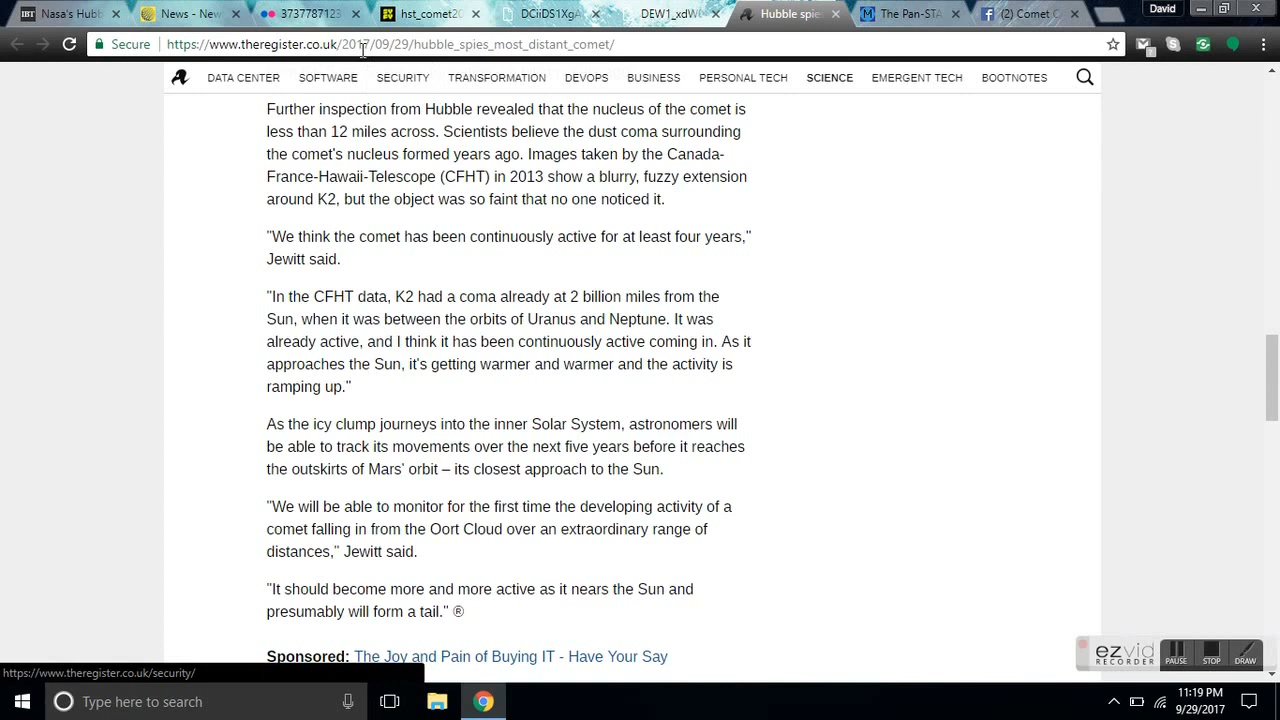 Nasa's Hubb
News - New
3737787123
hst_comet20
DCiiDS1XgA
DEW1_xdW
Hubble spie
The Pan-STA
(2) Comet C
David
Secure https://www.theregister.co.uk/2017/09/29/hubble_spies_most_distant_comet/
DATA CENTER SOFTWARE SECURITY TRANSFORMATION DEVOPS BUSINESS PERSONAL TECH SCIENCE EMERGENT TECH BOOTNOTES
Further inspection from Hubble revealed that the nucleus of the comet is
less than 12 miles across. Scientists believe the dust coma surrounding
the comet's nucleus formed years ago. Images taken by the Canada-
France-Hawaii-Telescope (CFHT) in 2013 show a blurry, fuzzy extension
around K2, but the object was so faint that no one noticed it.
"We think the comet has been continuously active for at least four years,"
Jewitt said.
"In the CFHT data, K2 had a coma already at 2 billion miles from the
Sun, when it was between the orbits of Uranus and Neptune. It was
already active, and I think it has been continuously active coming in. As it
approaches the Sun, it's getting warmer and warmer and the activity is
ramping up."
As the icy clump journeys into the inner Solar System, astronomers will
be able to track its movements over the next five years before it reaches
the outskirts of Mars' orbit – its closest approach to the Sun.
"We will be able to monitor for the first time the developing activity of a
comet falling in from the Oort Cloud over an extraordinary range of
distances," Jewitt said.
"It should become more and more active as it nears the Sun and
presumably will form a tail." ®
Sponsored: The Joy and Pain of Buying IT - Have Your Say
ezvid
RECORDER
PAUSE STOP DRAW
https://www.theregister.co.uk/security/
Type here to search
11:19 PM
9/29/2017